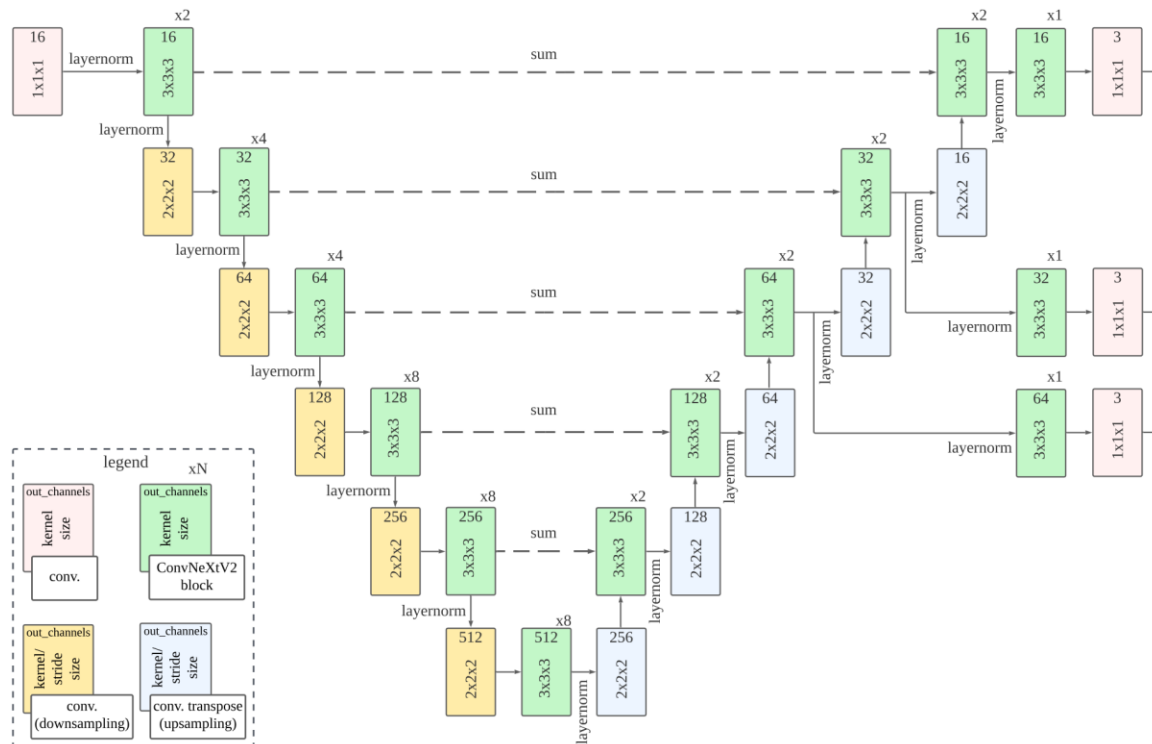 x2
16
1x1x1
layernorm
16
3x3x3
sum
x2
16
3x3x3
layernorm
x1
16
3x3x3
3
1x1x1
layernorm
32
2x2x2
x4
32
3x3x3
sum
x2
32
3x3x3
layernorm
16
2x2x2
layernorm
64
2x2x2
x4
64
3x3x3
sum
x2
64
3x3x3
layernorm
32
2x2x2
layernorm
x1
32
3x3x3
3
1x1x1
layernorm
128
2x2x2
x8
128
3x3x3
sum
x2
128
3x3x3
layernorm
64
2x2x2
layernorm
x1
64
3x3x3
3
1x1x1
layernorm
256
2x2x2
x8
256
3x3x3
sum
x2
256
3x3x3
layernorm
128
2x2x2
layernorm
512
2x2x2
x8
512
3x3x3
layernorm
256
2x2x2
legend
xN
out_channels
kernel
size
conv.
out_channels
kernel
size
ConvNeXtV2
block
out_channels
kernel/
stride
size
conv.
(downsampling)
out_channels
kernel/
stride
size
conv. transpose
(upsampling)